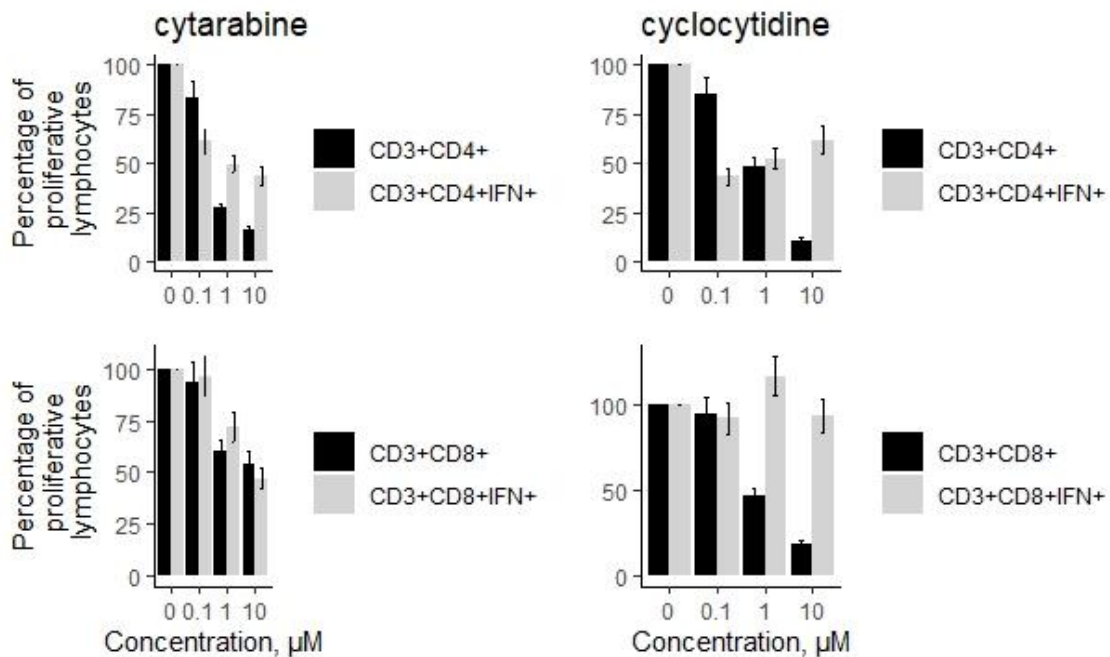 cytarabine
Percentage of
proliferative
lymphocytes
100
75
50
25
0
0 0.1 1 10
CD3+CD4+
CD3+CD4+IFN+
cyclocytidine
100
75
50
25
0
0 0.1 1 10
CD3+CD4+
CD3+CD4+IFN+
Percentage of
proliferative
lymphocytes
100
75
50
25
0
0 0.1 1 10
Concentration, µM
CD3+CD8+
CD3+CD8+IFN+
100
50
0
0 0.1 1 10
Concentration, µM
CD3+CD8+
CD3+CD8+IFN+